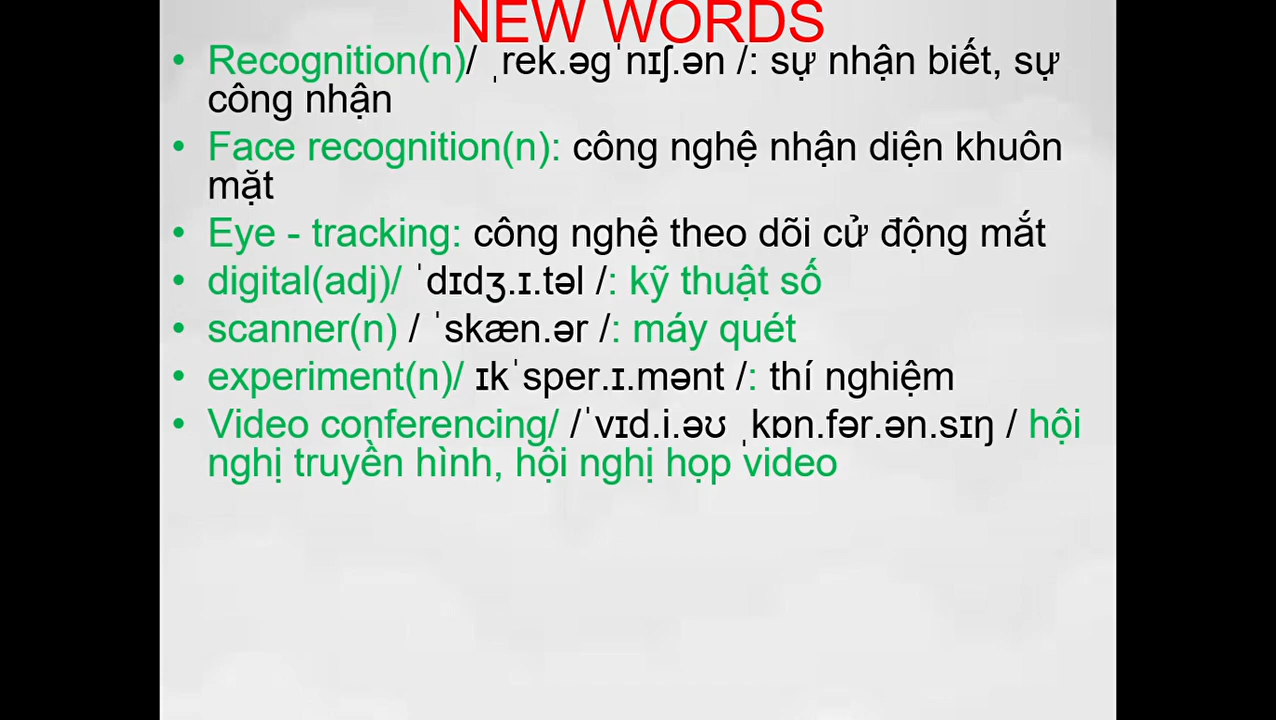 NEW WORDS
• Recognition(n)/ ˌrek.əgˈnɪʃ.ən /: sự nhận biết, sự
công nhận
• Face recognition(n): công nghệ nhận diện khuôn
mặt
• Eye - tracking: công nghệ theo dõi cử động mắt
• digital(adj)/ ˈdɪdʒ.ɪ.təl /: kỹ thuật số
• scanner(n) / ˈskæn.ər /: máy quét
• experiment(n)/ ɪkˈsper.ɪ.mənt /: thí nghiệm
• Video conferencing/ /ˈvɪd.i.əʊ ˌkɒn.fər.ən.sɪŋ / hội
nghị truyền hình, hội nghị họp video